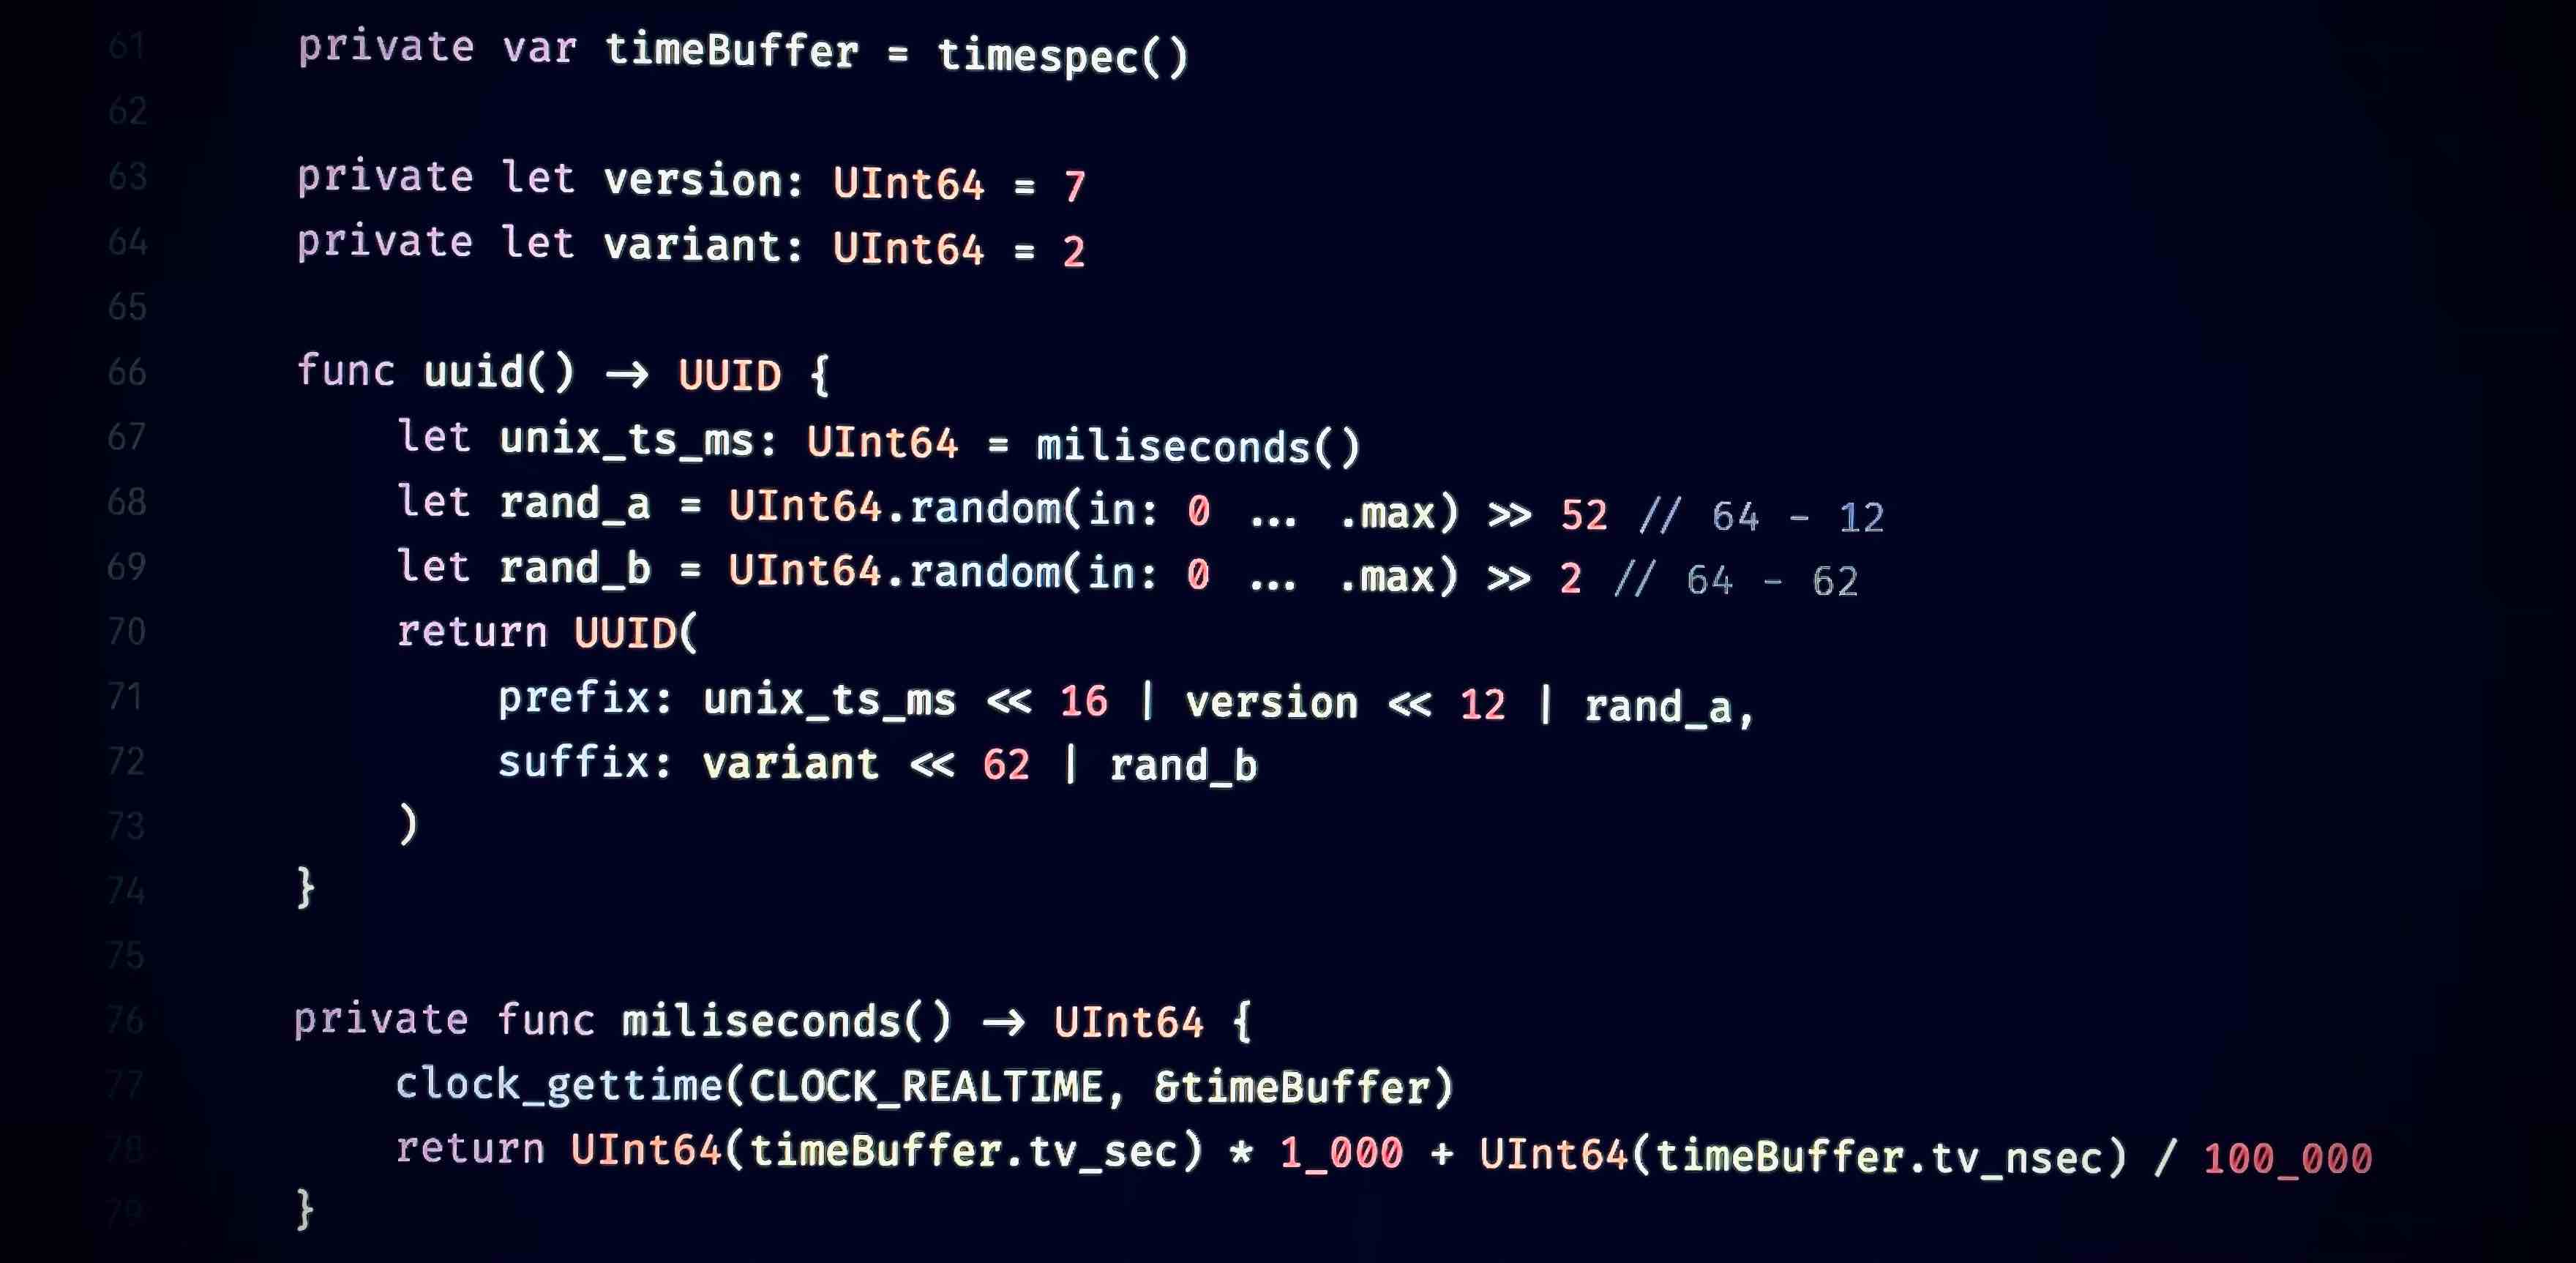 61 private var timeBuffer = timespec()
62
63 private let version: UInt64 = 7
64 private let variant: UInt64 = 2
65
66 func uuid() → UUID {
67 let unix_ts_ms: UInt64 = miliseconds()
68 let rand_a = UInt64.random(in: 0 ... .max) >> 52 // 64 - 12
69 let rand_b = UInt64.random(in: 0 ... .max) >> 2 // 64 - 62
70 return UUID(
71 prefix: unix_ts_ms << 16 | version << 12 | rand_a,
72 suffix: variant << 62 | rand_b
73 )
74 }
75
76 private func miliseconds() → UInt64 {
77 clock_gettime(CLOCK_REALTIME, &timeBuffer)
78 return UInt64(timeBuffer.tv_sec) * 1_000 + UInt64(timeBuffer.tv_nsec) / 100_000
79 }